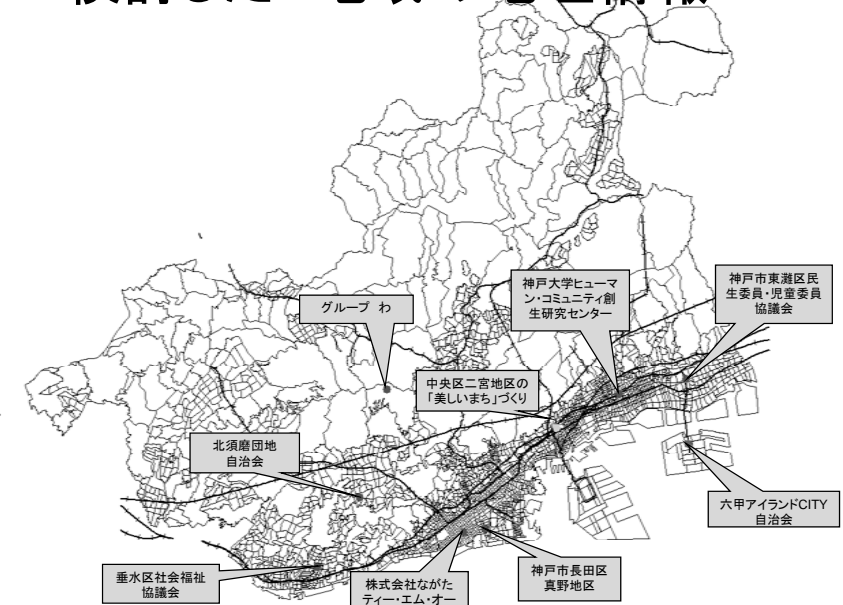 グループ わ
神戸大学ヒューマ
ン・コミュニティ創
生研究センター
神戸市東灘区民
生委員・児童委員
協議会
中央区二宮地区の
「美しいまち」づくり
北須磨団地
自治会
六甲アイランドCITY
自治会
垂水区社会福祉
協議会
株式会社ながた
ティー・エム・オー
神戸市長田区
真野地区